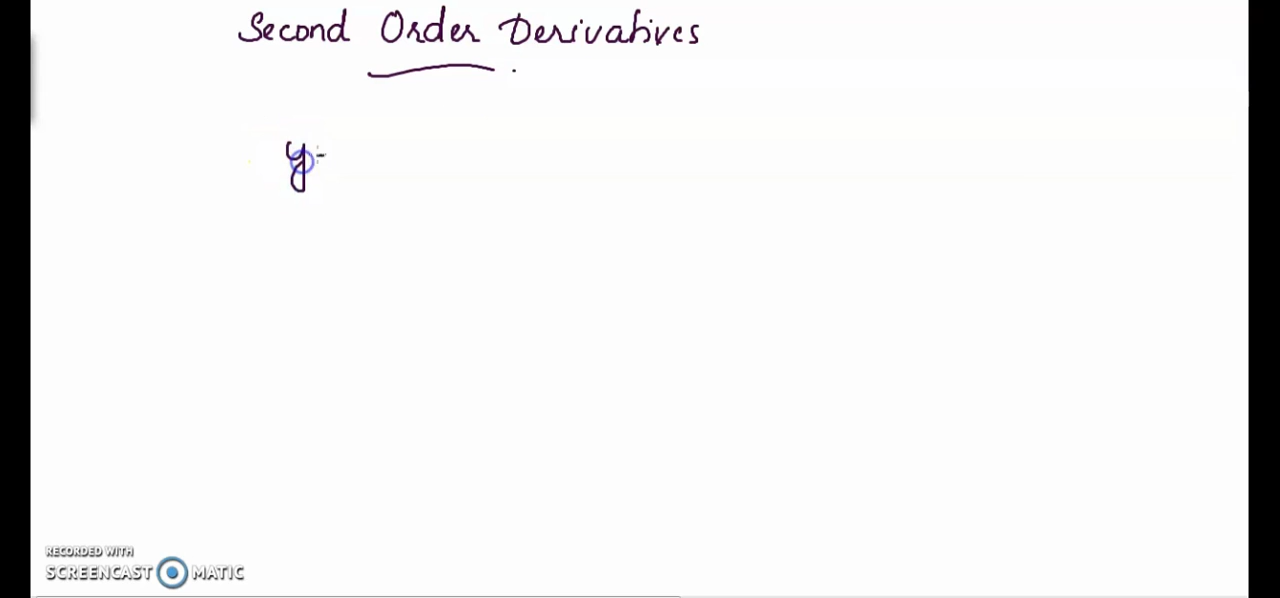 Second Order Derivatives
y-
RECORDED WITH
SCREENCAST MATIC